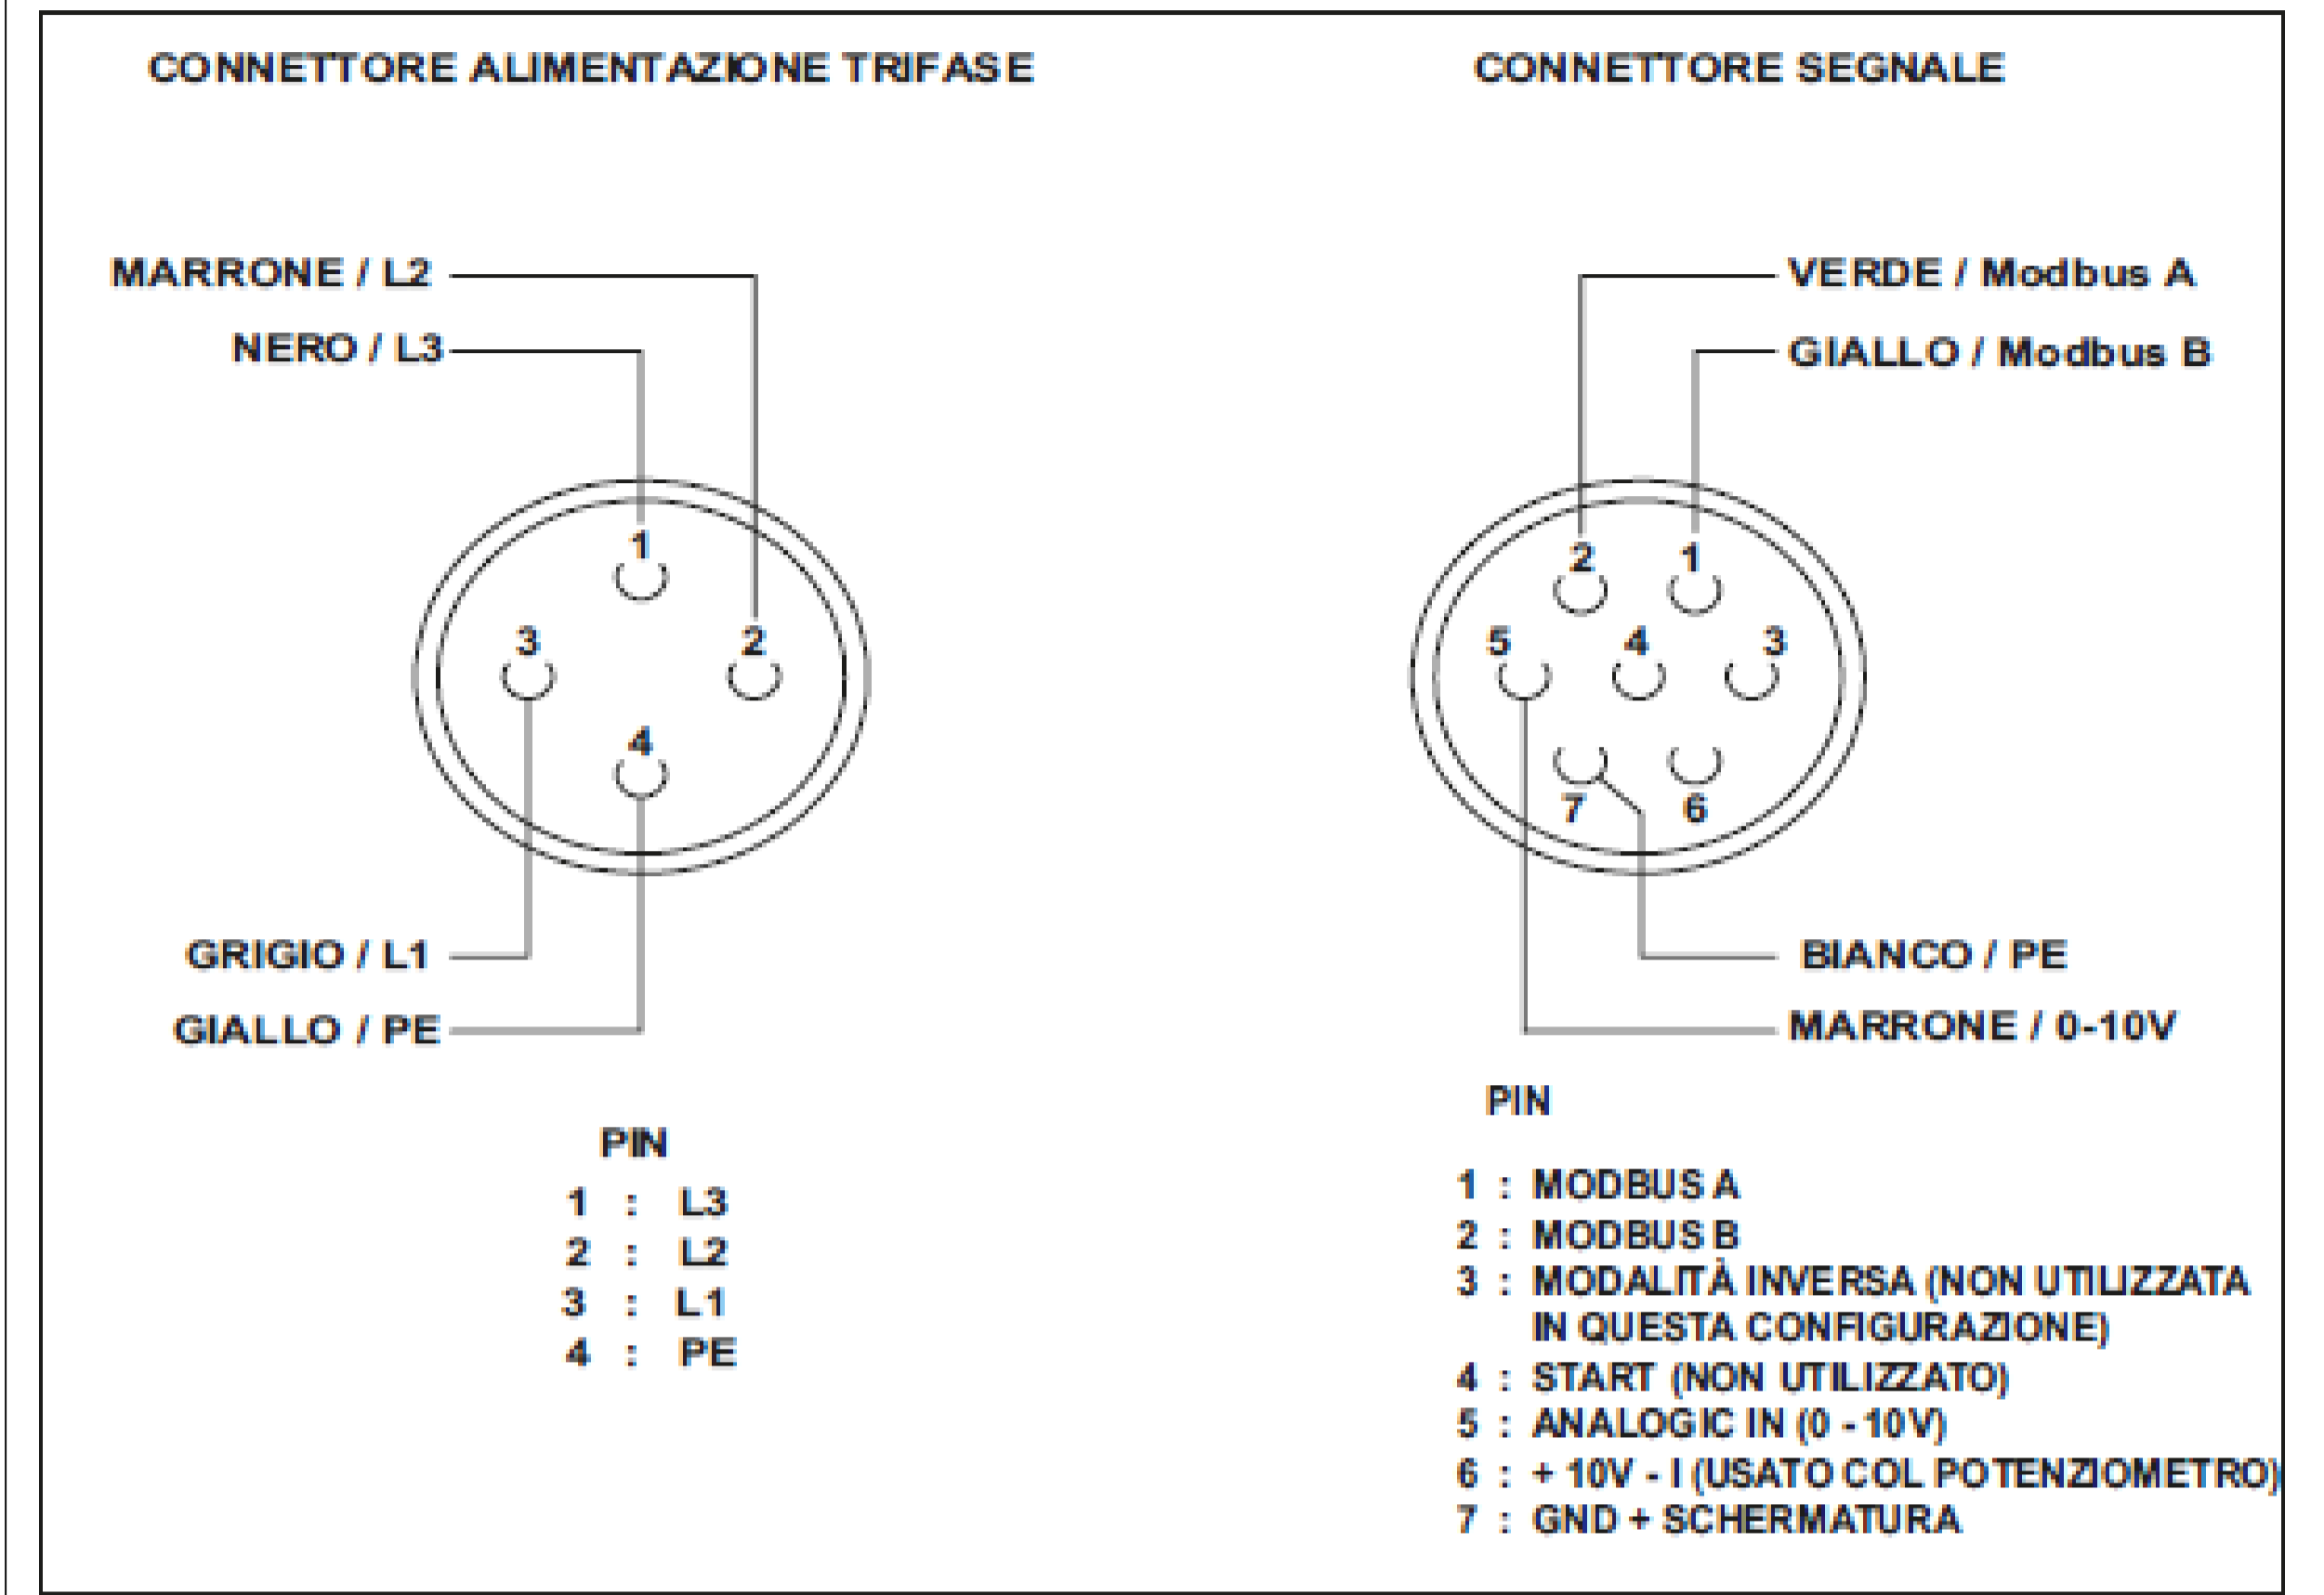 CONNETTORE ALIMENTAZIONE TRIFASE
MARRONE / L2
NERO / L3
1
3
2
4
GRIGIO / L1
GIALLO / PE
PIN
1 : L3
2 : L2
3 : L1
4 : PE
CONNETTORE SEGNALE
VERDE / Modbus A
GIALLO / Modbus B
2 1
5 4 3
7 6
BIANCO / PE
MARRONE / 0-10V
PIN
1 : MODBUS A
2 : MODBUS B
3 : MODALITÀ INVERSA (NON UTILIZZATA
IN QUESTA CONFIGURAZIONE)
4 : START (NON UTILIZZATO)
5 : ANALOGIC IN (0 - 10V)
6 : + 10V - I (USATO COL POTENZIOMETRO)
7 : GND + SCHERMATURA